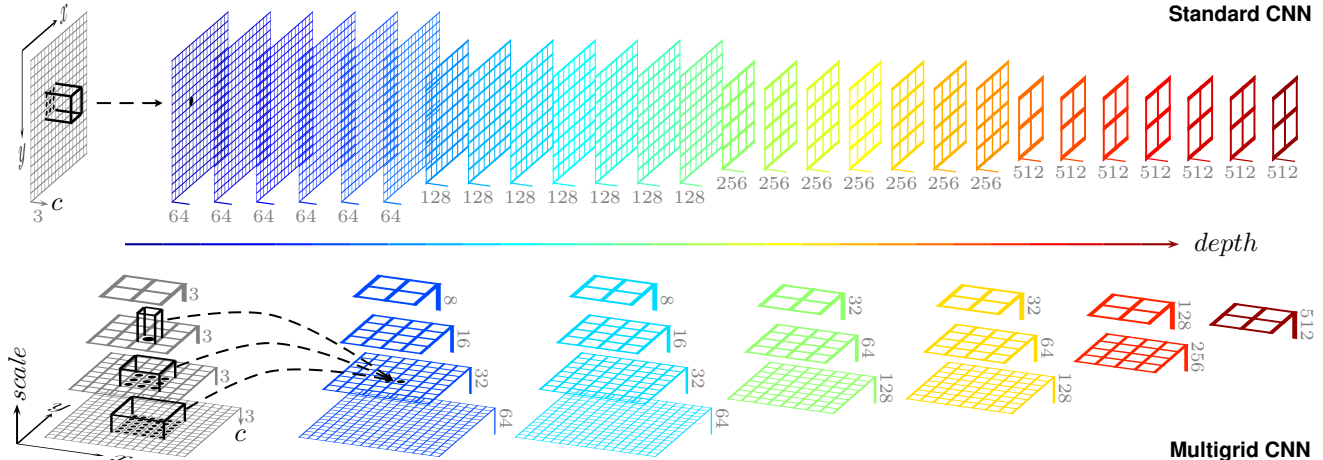 Standard CNN
x
y
3 c
64 64 64 64 64 64 128 128 128 128 128 128 128 256 256 256 256 256 256 256 512 512 512 512 512 512 512
depth
3 8 8 32 32 128 512
3 16 16 64 64 256
3 32 32 128 128
3 64 64
c
scale
y
x
Multigrid CNN